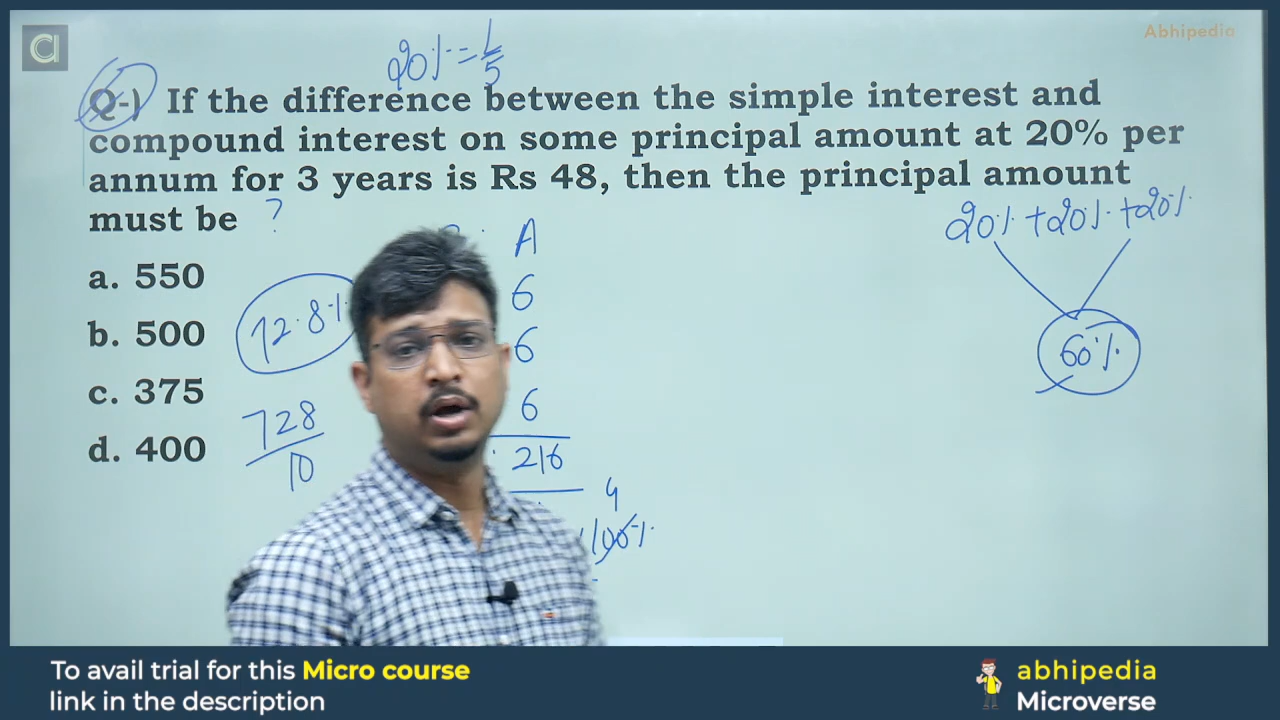 Abhipedia
20% = 1/5
Q-) If the difference between the simple interest and
compound interest on some principal amount at 20% per
annum for 3 years is Rs 48, then the principal amount
must be ?
20% + 20% + 20%
60%
a. 550
b. 500
c. 375
d. 400
72.8%
728
10
A
6
6
6
216
4
100%
To avail trial for this Micro course
link in the description
abhipedia
Microverse